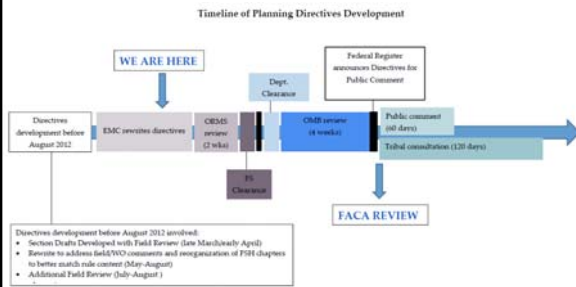 Timeline of Planning Directives Development
WE ARE HERE
Federal Register
announces Directives for
Public Comment
Dept.
Clearance
Directives
development before
August 2012
EMC rewrites directives
ORMS
review
(2 wks)
OMB review
(4 weeks)
Public comment
(60 days)
Tribal consultation (120 days)
FS
Clearance
FACA REVIEW
Directives development before August 2012 involved:
• Section Drafts Developed with Field Review (late March/early April)
• Rewrite to address field/WO comments and reorganization of FSH chapters
to better match rule content (May-August)
• Additional Field Review (July-August )